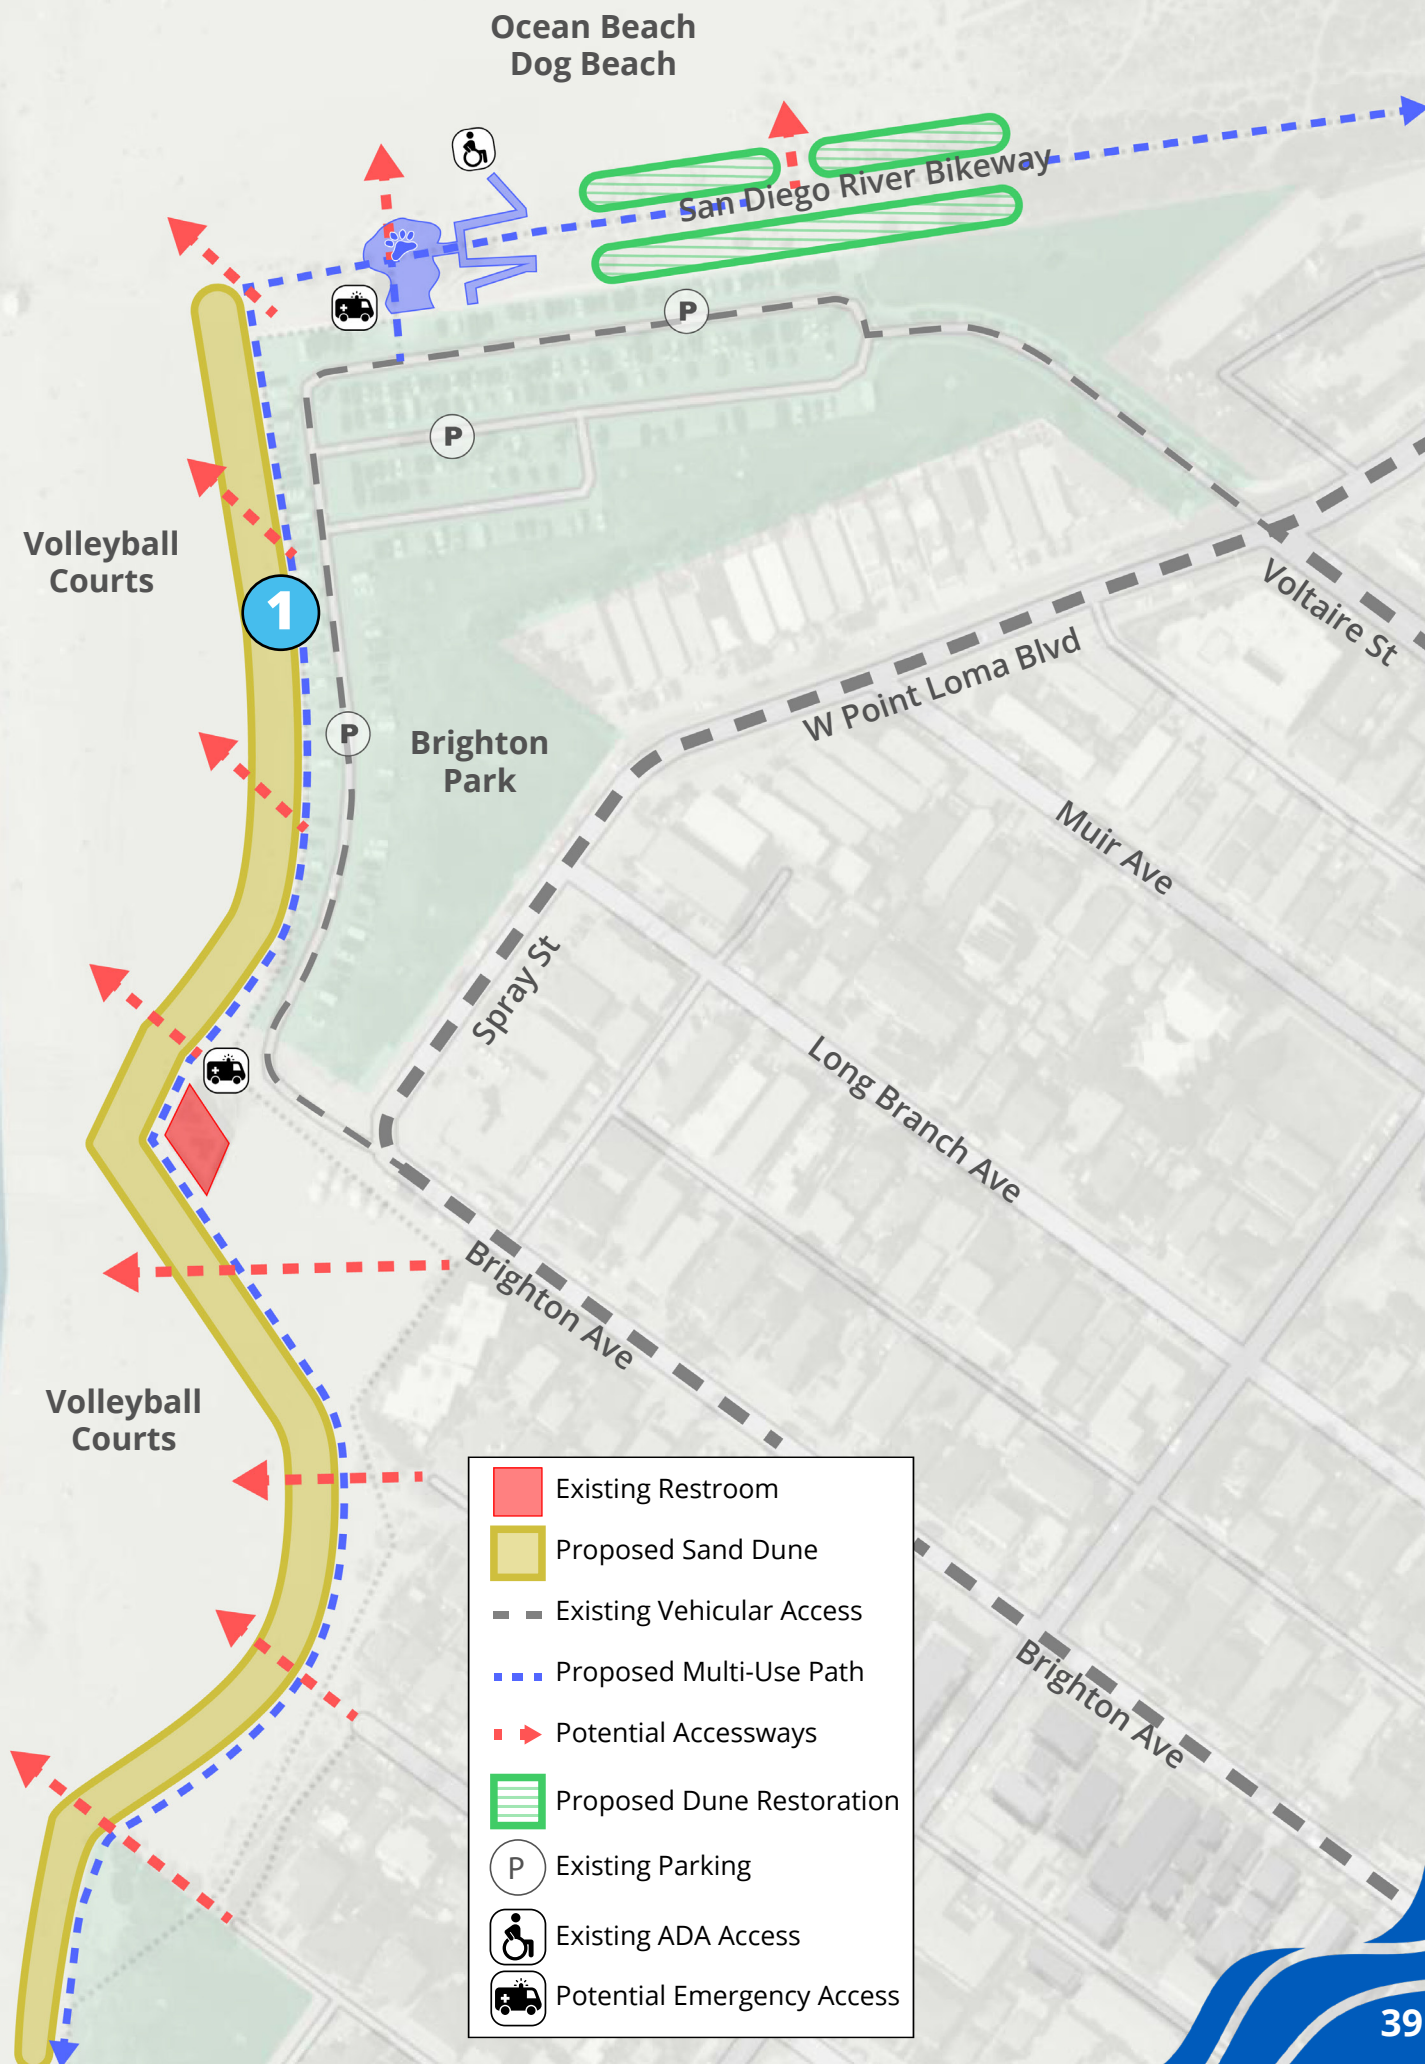 Ocean Beach
Dog Beach
San Diego River Bikeway
P
P
Volleyball
Courts
1
Voltaire St
W Point Loma Blvd
P
Brighton
Park
Muir Ave
Spray St
Long Branch Ave
Brighton Ave
Volleyball
Courts
Existing Restroom
Proposed Sand Dune
Existing Vehicular Access
Proposed Multi-Use Path
Potential Accessways
Proposed Dune Restoration
P Existing Parking
Existing ADA Access
Potential Emergency Access
Brighton Ave
39